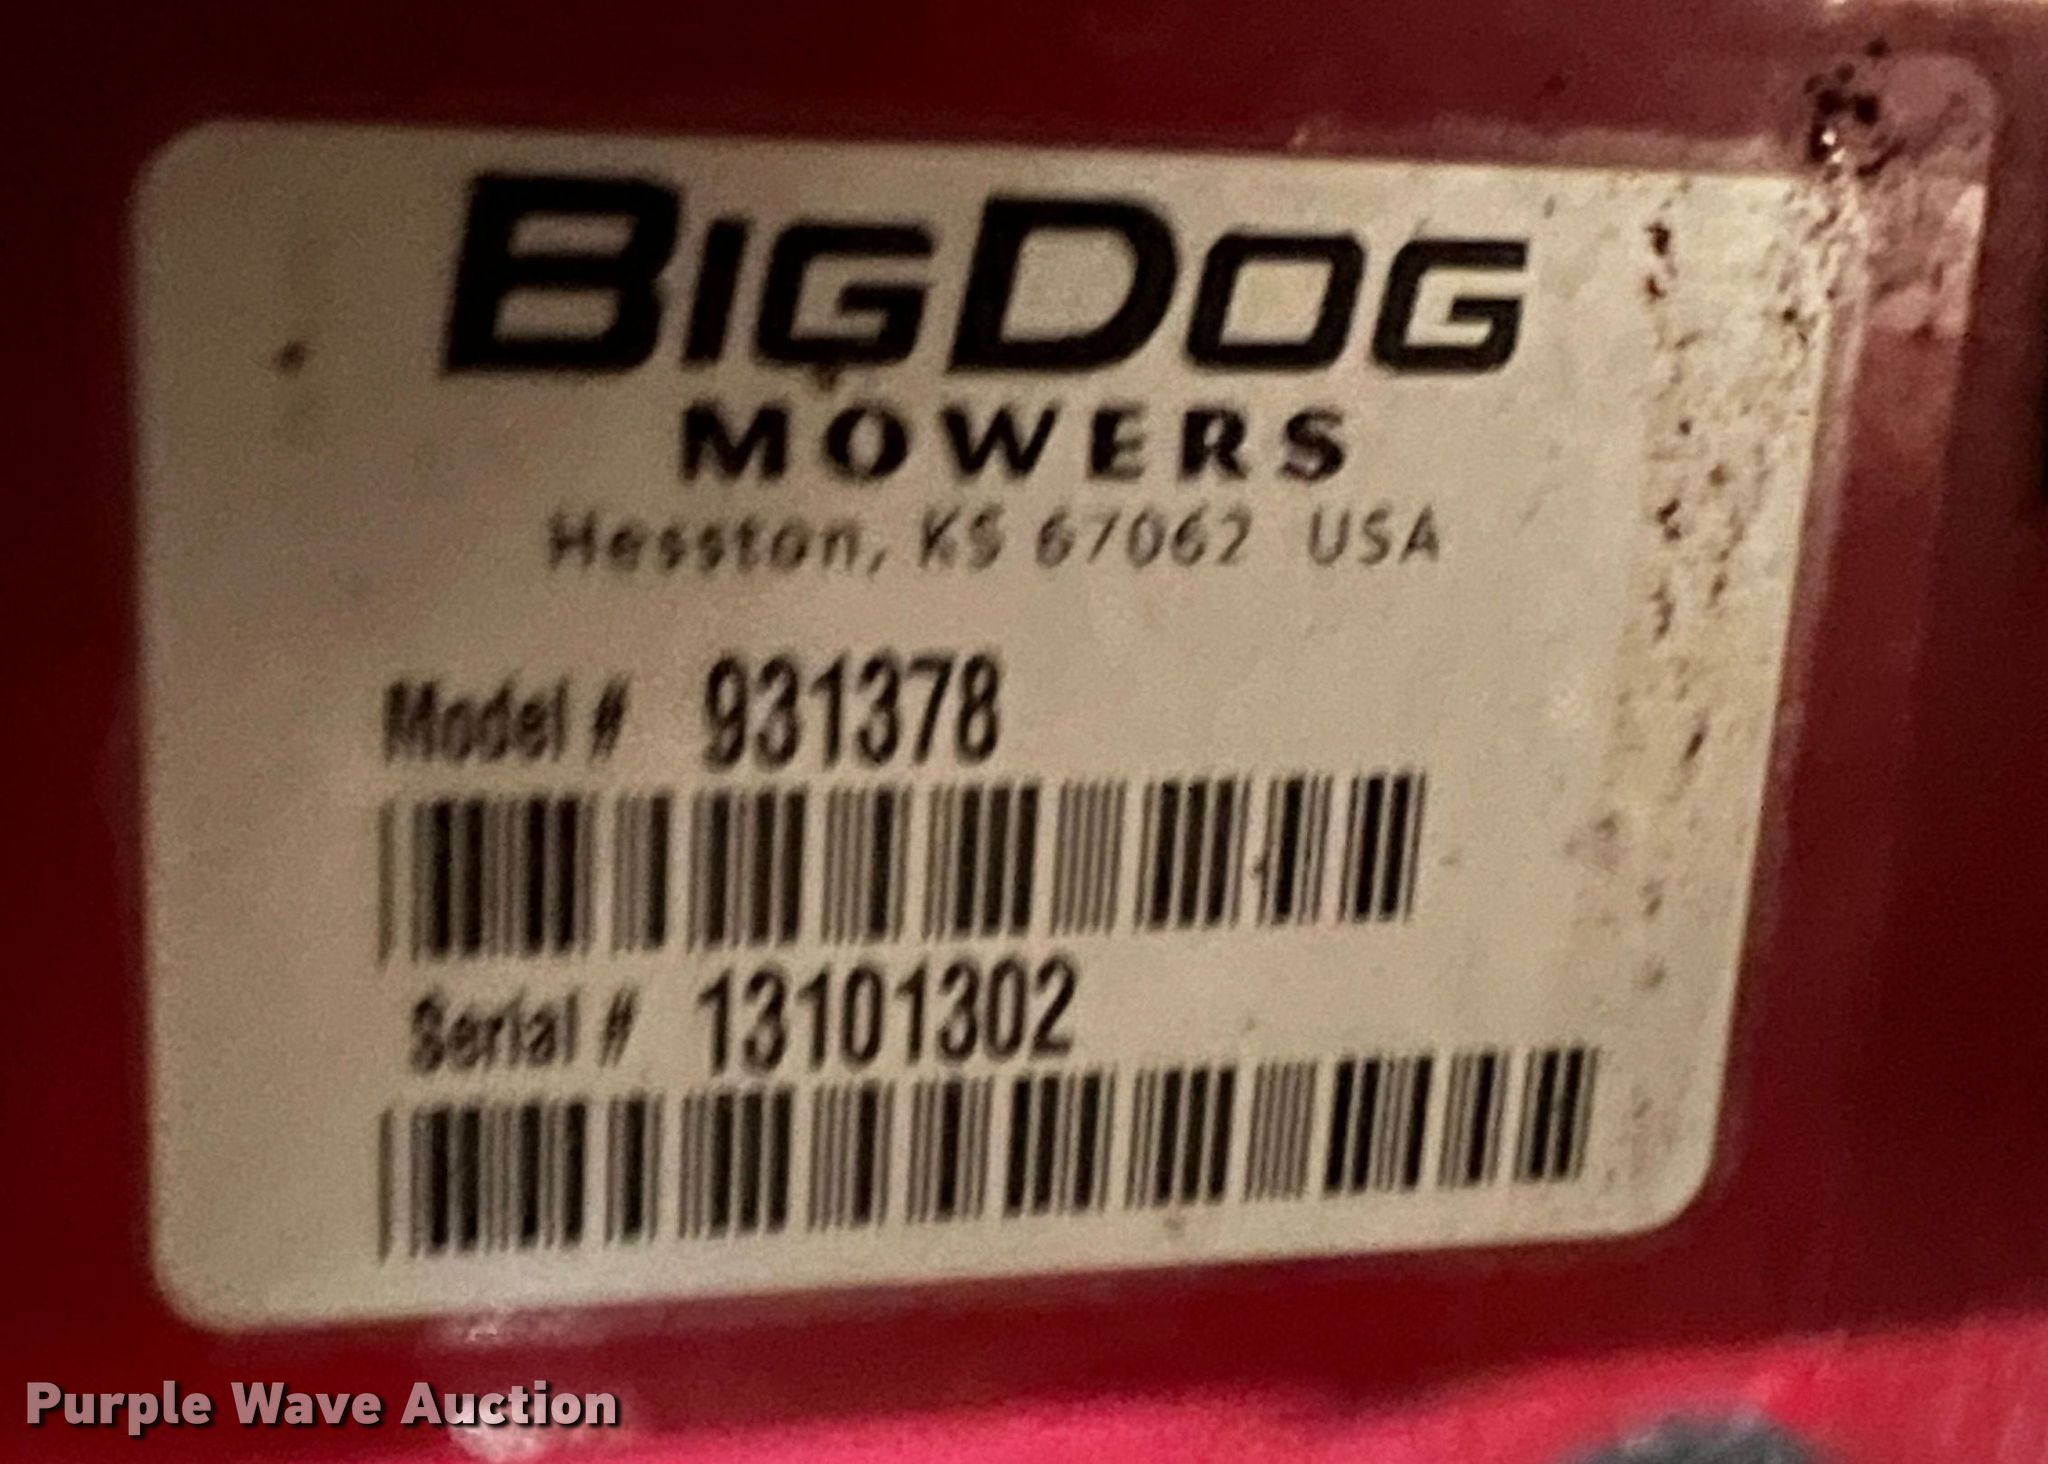 BIGDOG
MOWERS
Hesston, KS 67062 USA
Model # 931378
Serial # 13101302
Purple Wave Auction